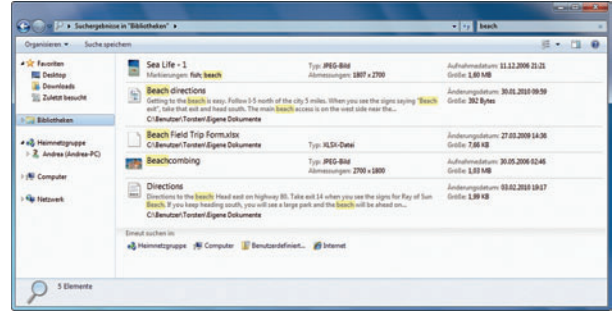 Suchergebnisse in "Bibliotheken"
beach
Organisieren Suche speichern
Favoriten
Desktop
Downloads
Zuletzt besucht
Bibliotheken
Heimnetzgruppe
Andrea (Andrea-PC)
Computer
Netzwerk
Sea Life - 1 Typ: JPEG-Bild Aufnahmedatum: 11.12.2006 21:21
Markierungen: fish; beach Abmessungen: 1807 x 2700 Größe: 1,60 MB
Beach directions Änderungsdatum: 30.01.2010 09:59
Getting to the beach is easy. Follow I-5 north of the city 5 miles. When you see the signs saying "Beach Größe: 392 Bytes
exit", take that exit and head south. The main beach access is on the west side near the...
C:\Benutzer\Torsten\Eigene Dokumente
Beach Field Trip Form.xlsx Änderungsdatum: 27.03.2009 14:36
Typ: XLSX-Datei Größe: 7,66 KB
C:\Benutzer\Torsten\Eigene Dokumente
Beachcombing Typ: JPEG-Bild Aufnahmedatum: 30.05.2006 02:46
Abmessungen: 2700 x 1800 Größe: 1,03 MB
Directions Änderungsdatum: 03.02.2010 19:17
Directions to the beach: Head east on highway 80. Take exit 14 when you see the signs for Ray of Sun Größe: 1,99 KB
Beach. If you keep heading south, you will see a large park and the beach will be ahead on...
C:\Benutzer\Torsten\Eigene Dokumente
Erneut suchen in:
Heimnetzgruppe Computer Benutzerdefiniert... Internet
5 Elemente